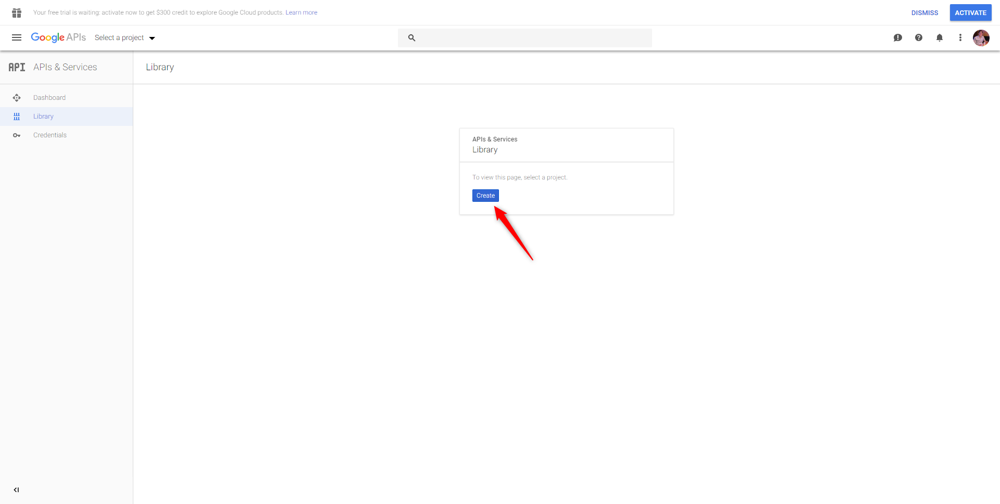 Your free trial is waiting: activate now to get $300 credit to explore Google Cloud products. Learn more
DISMISS
ACTIVATE
Google APIs
Select a project
API
APIs & Services
Library
Dashboard
Library
Credentials
APIs & Services
Library
To view this page, select a project.
Create